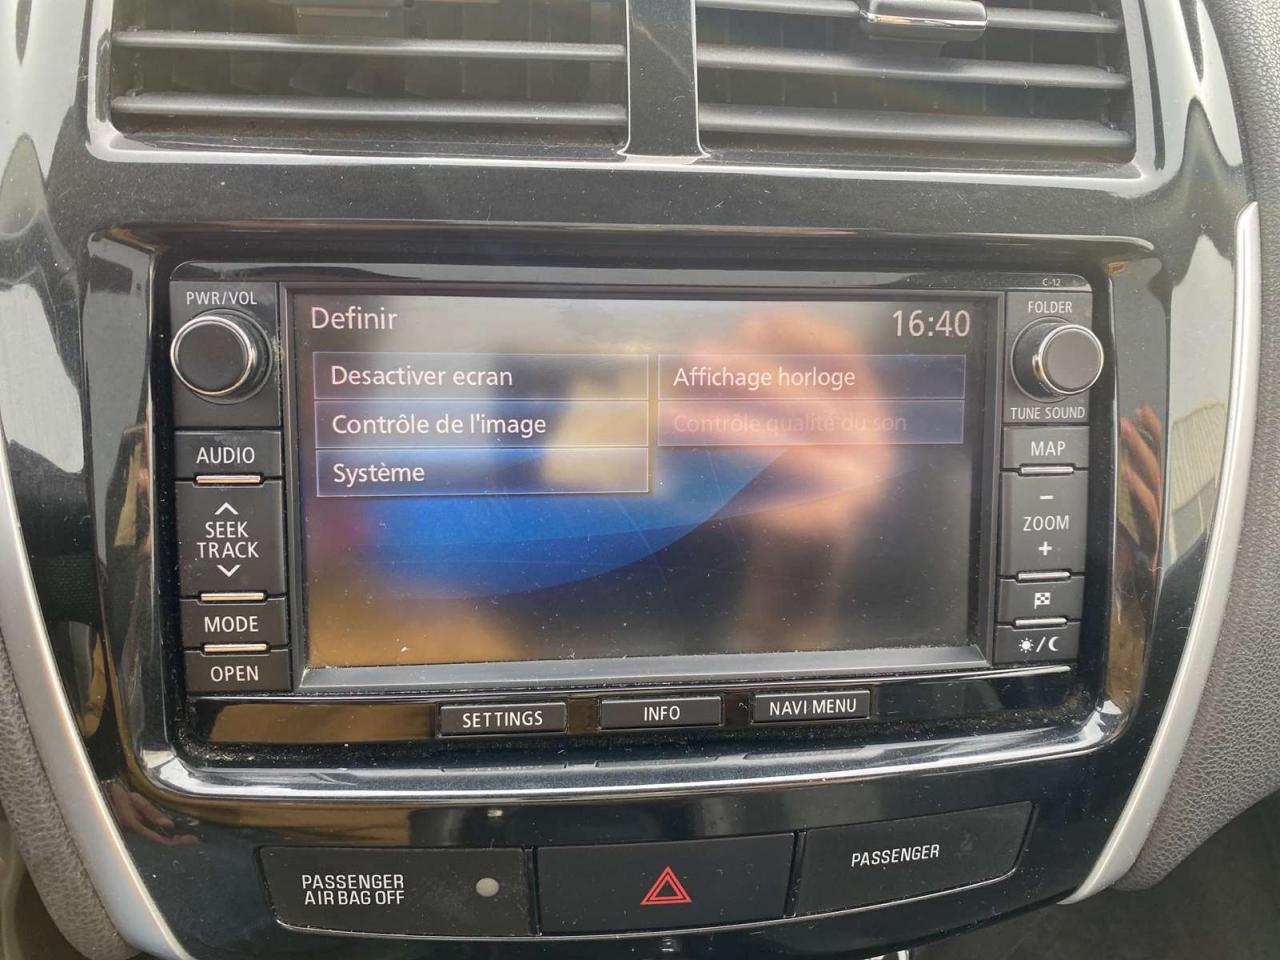 C-12
PWR/VOL
FOLDER
Definir
16:40
Desactiver ecran
Affichage horloge
TUNE SOUND
Contrôle de l'image
Contrôle qualité du son
AUDIO
MAP
Système
SEEK
TRACK
− 
ZOOM
+
MODE
OPEN
SETTINGS
INFO
NAVI MENU
PASSENGER
AIR BAG OFF
PASSENGER